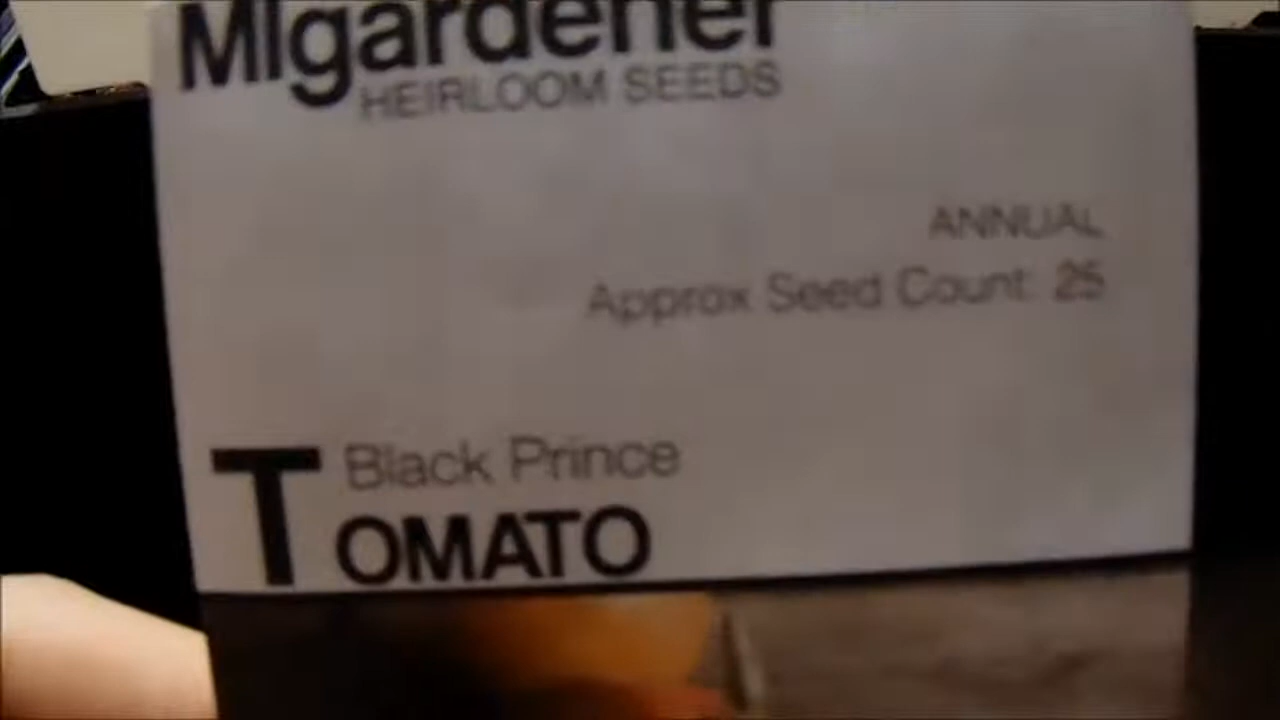 MIgardener
HEIRLOOM SEEDS
ANNUAL
Approx Seed Count: 25
Black Prince
TOMATO